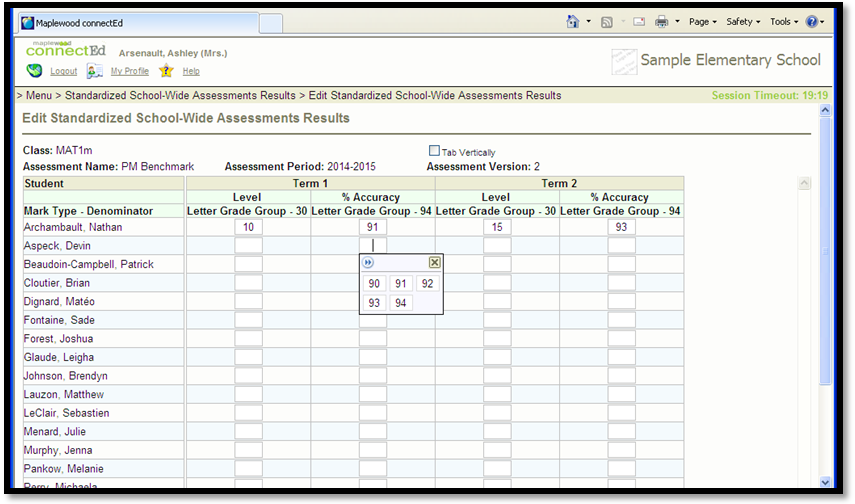 Maplewood connectEd
Page Safety Tools
maplewood
connectEd Arsenault, Ashley (Mrs.)
Logout My Profile Help
Sample Elementary School
> Menu > Standardized School-Wide Assessments Results > Edit Standardized School-Wide Assessments Results Session Timeout: 19:19
Edit Standardized School-Wide Assessments Results
Class: MAT1m Tab Vertically
Assessment Name: PM Benchmark Assessment Period: 2014-2015 Assessment Version: 2
Student Term 1 Term 2
Level % Accuracy Level % Accuracy
Mark Type - Denominator Letter Grade Group - 30 Letter Grade Group - 94 Letter Grade Group - 30 Letter Grade Group - 94
Archambault, Nathan 10 91 15 93
Aspeck, Devin
Beaudoin-Campbell, Patrick
Cloutier, Brian 90 91 92
Dignard, Matéo 93 94
Fontaine, Sade
Forest, Joshua
Glaude, Leigha
Johnson, Brendyn
Lauzon, Matthew
LeClair, Sebastien
Menard, Julie
Murphy, Jenna
Pankow, Melanie
Perry, Michaela